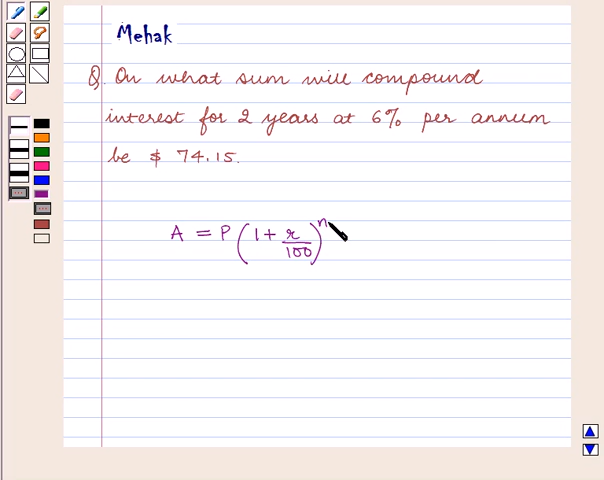 Mehak
Q. On what sum will compound
interest for 2 years at 6% per annum
be $ 74.15.
A = P (1 + r/100)^n